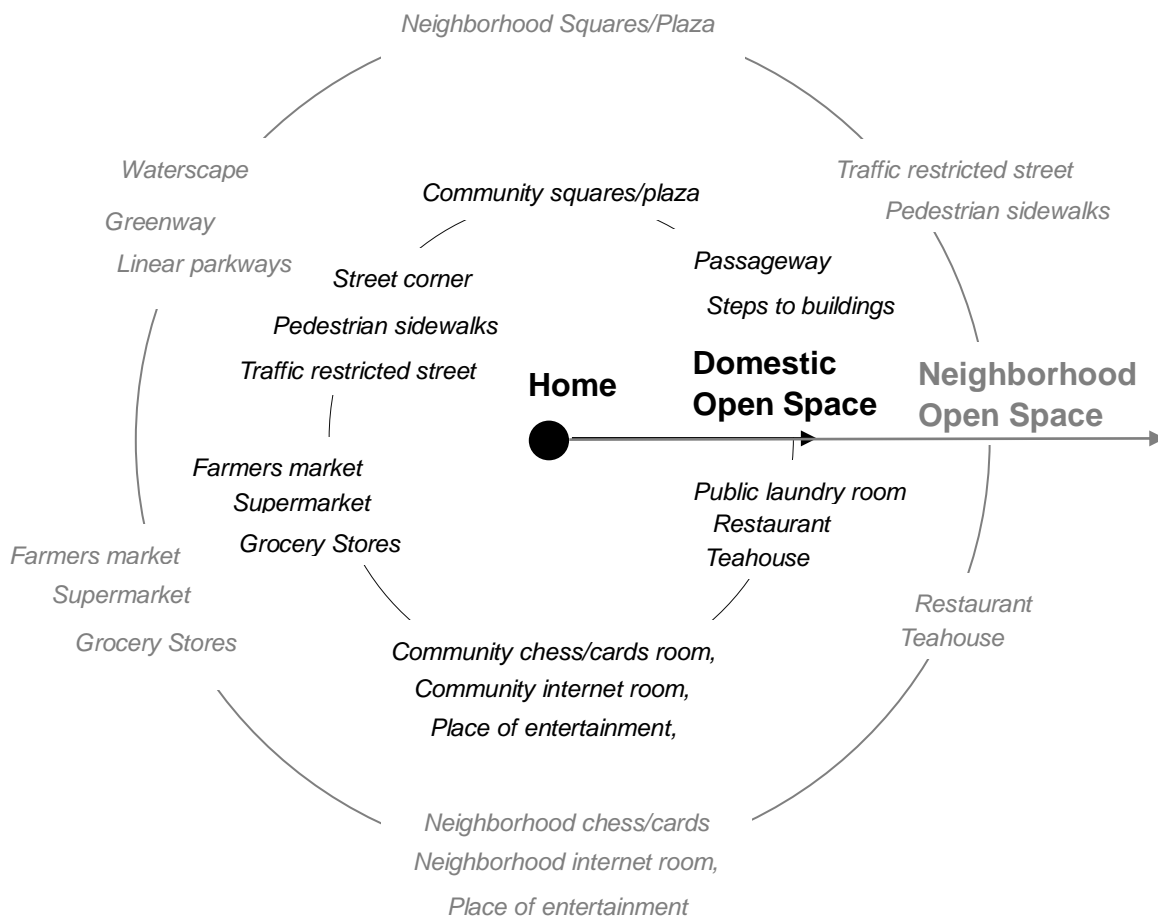 Neighborhood Squares/Plaza
Waterscape
Traffic restricted street
Community squares/plaza
Greenway
Pedestrian sidewalks
Linear parkways
Passageway
Street corner
Steps to buildings
Pedestrian sidewalks
Traffic restricted street
Home
Domestic
Open Space
Neighborhood
Open Space
Farmers market
Supermarket
Grocery Stores
Public laundry room
Restaurant
Teahouse
Farmers market
Supermarket
Grocery Stores
Restaurant
Teahouse
Community chess/cards room,
Community internet room,
Place of entertainment,
Neighborhood chess/cards
Neighborhood internet room,
Place of entertainment